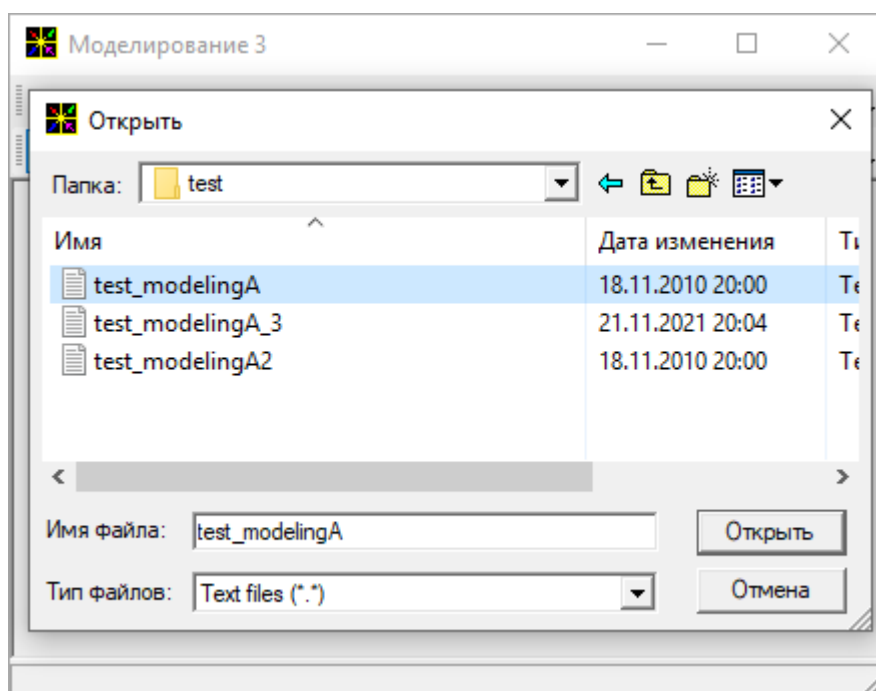 Моделирование 3
Открыть
Папка: test
Имя Дата изменения
test_modelingA 18.11.2010 20:00
test_modelingA_3 21.11.2021 20:04
test_modelingA2 18.11.2010 20:00
Имя файла: test_modelingA Открыть
Тип файлов: Text files (*.*) Отмена